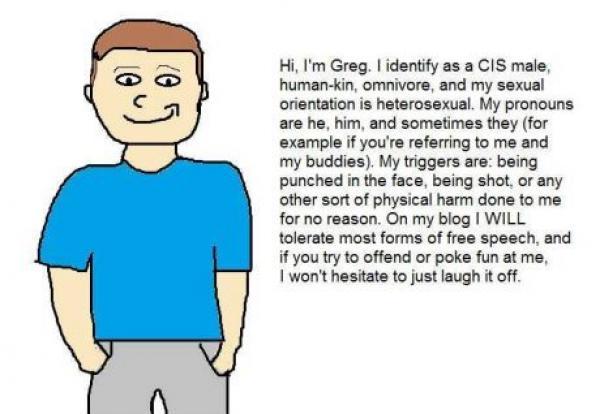 Hi, I'm Greg. I identify as a CIS male,
human-kin, omnivore, and my sexual
orientation is heterosexual. My pronouns
are he, him, and sometimes they (for
example if you're referring to me and
my buddies). My triggers are: being
punched in the face, being shot, or any
other sort of physical harm done to me
for no reason. On my blog I WILL
tolerate most forms of free speech, and
if you try to offend or poke fun at me,
I won't hesitate to just laugh it off.